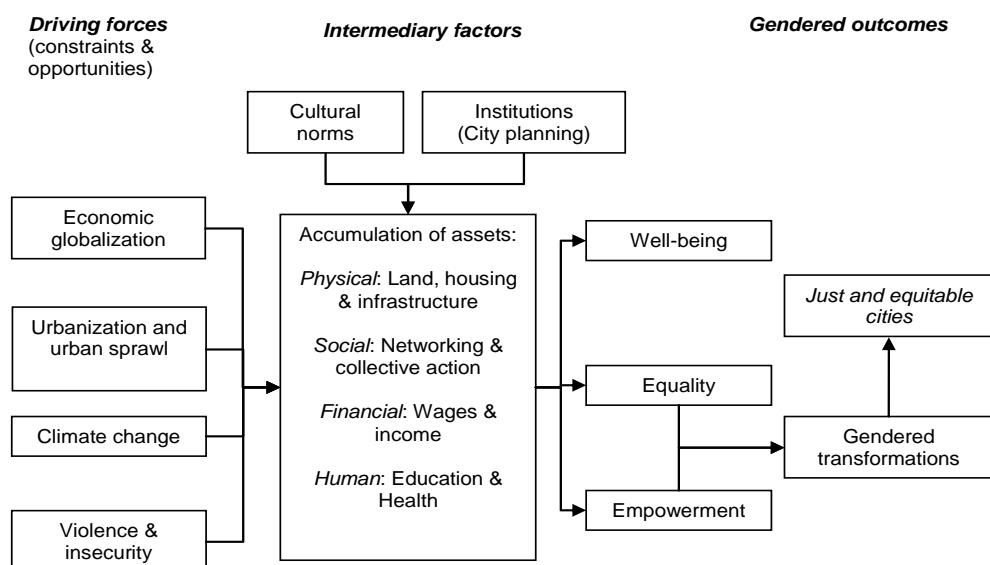 Driving forces
(constraints &
opportunities)
Intermediary factors
Gendered outcomes
Cultural
norms
Institutions
(City planning)
Economic
globalization
Urbanization and
urban sprawl
Climate change
Violence &
insecurity
Accumulation of assets:
Physical: Land, housing
& infrastructure
Social: Networking &
collective action
Financial: Wages &
income
Human: Education &
Health
Well-being
Equality
Empowerment
Just and equitable
cities
Gendered
transformations